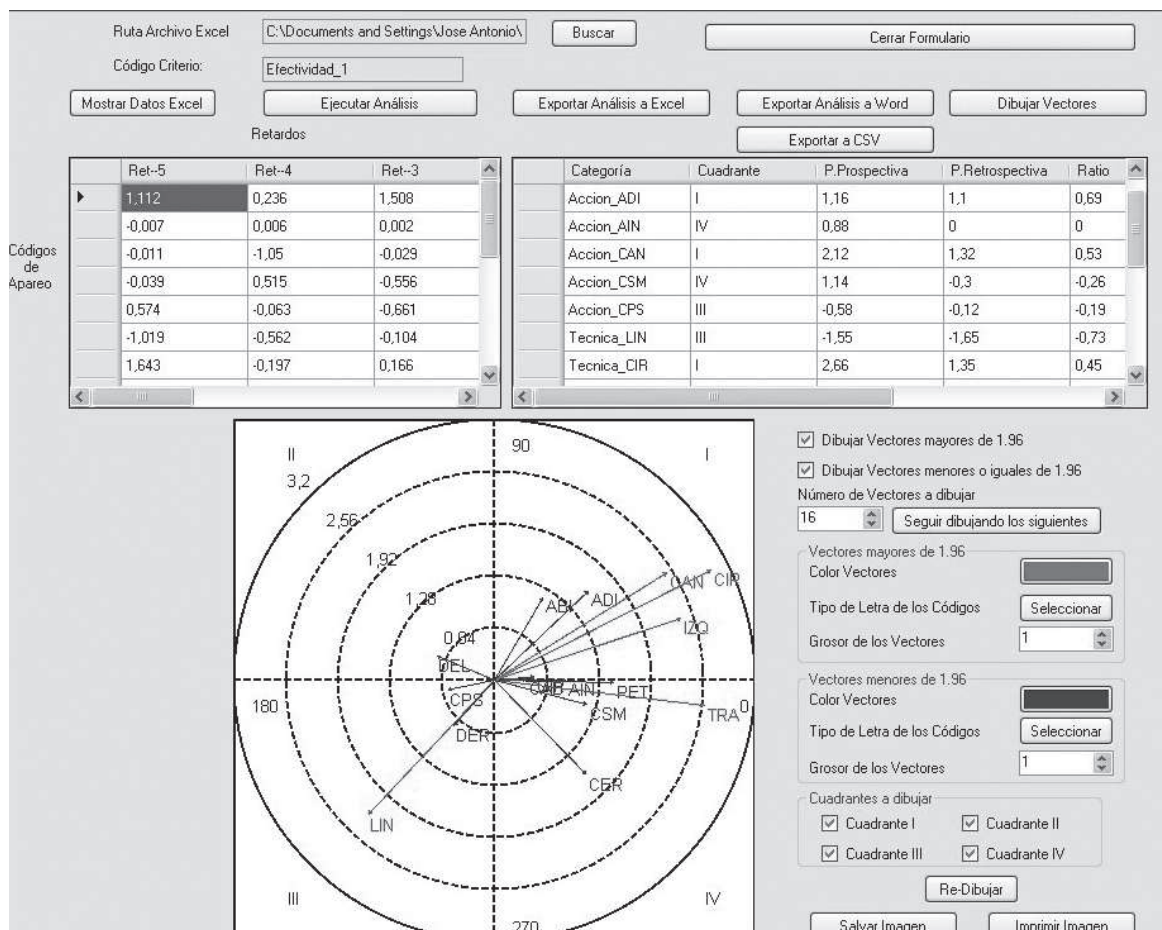 Ruta Archivo Excel C:\Documents and Settings\Jose Antonio\ Buscar Cerrar Formulario
Código Criterio: Efectividad_1
Mostrar Datos Excel Ejecutar Análisis Exportar Análisis a Excel Exportar Análisis a Word Dibujar Vectores
Retardos Exportar a CSV
Códigos de Apareo
Ret--5 Ret--4 Ret--3
1,112 0,236 1,508
-0,007 0,006 0,002
-0,011 -1,05 -0,029
-0,039 0,515 -0,556
0,574 -0,063 -0,661
-1,019 -0,562 -0,104
1,643 -0,197 0,166
Categoría Cuadrante P.Prospectiva P.Retrospectiva Ratio
Accion_ADI I 1,16 1,1 0,69
Accion_AIN IV 0,88 0 0
Accion_CAN I 2,12 1,32 0,53
Accion_CSM IV 1,14 -0,3 -0,26
Accion_CPS III -0,58 -0,12 -0,19
Tecnica_LIN III -1,55 -1,65 -0,73
Tecnica_CIR I 2,66 1,35 0,45
II 90 I
3,2
2,56
1,92
1,28
0,64
CAN CIR
ABI ADI
IZQ
DEL
AIN PET
180 0
CPS CSM TRA
DER
CER
LIN
III IV
270
Dibujar Vectores mayores de 1.96
Dibujar Vectores menores o iguales de 1.96
Número de Vectores a dibujar
16 Seguir dibujando los siguientes
Vectores mayores de 1.96
Color Vectores
Tipo de Letra de los Códigos Seleccionar
Grosor de los Vectores 1
Vectores menores de 1.96
Color Vectores
Tipo de Letra de los Códigos Seleccionar
Grosor de los Vectores 1
Cuadrantes a dibujar
Cuadrante I Cuadrante II
Cuadrante III Cuadrante IV
Re-Dibujar
Salvar Imagen Imprimir Imagen